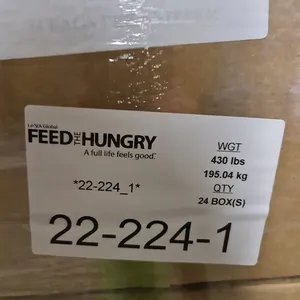 FEED THE HUNGRY
A full life feels good
*22-224_1*
WGT
430 lbs
195.04 kg
QTY
24 BOX(S)
22-224-1